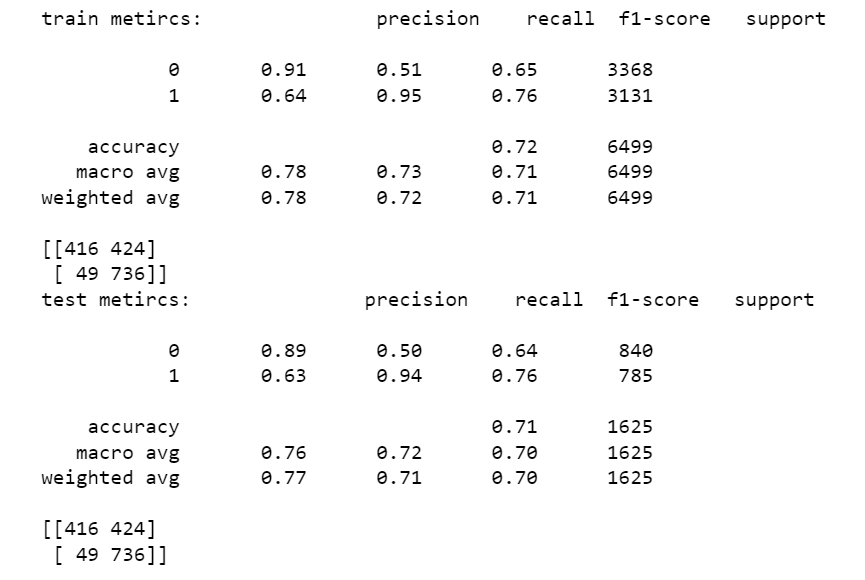 train metircs: precision recall f1-score support
0 0.91 0.51 0.65 3368
1 0.64 0.95 0.76 3131
accuracy 0.72 6499
macro avg 0.78 0.73 0.71 6499
weighted avg 0.78 0.72 0.71 6499
[[416 424]
[ 49 736]]
test metircs: precision recall f1-score support
0 0.89 0.50 0.64 840
1 0.63 0.94 0.76 785
accuracy 0.71 1625
macro avg 0.76 0.72 0.70 1625
weighted avg 0.77 0.71 0.70 1625
[[416 424]
[ 49 736]]